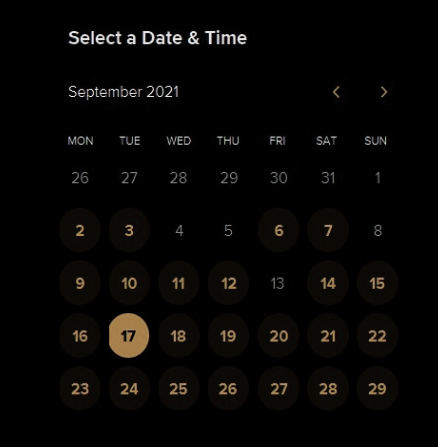 Select a Date & Time
September 2021
MON TUE WED THU FRI SAT SUN
26 27 28 29 30 31 1
2 3 4 5 6 7 8
9 10 11 12 13 14 15
16 17 18 19 20 21 22
23 24 25 26 27 28 29